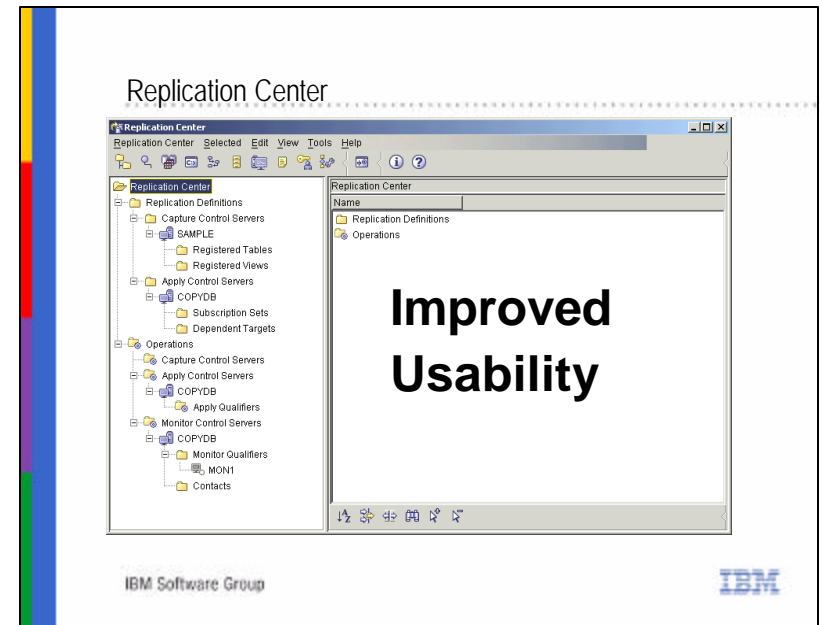 Replication Center
Replication Center
Replication Center Selected Edit View Tools Help
Replication Center
Replication Definitions
Capture Control Servers
SAMPLE
Registered Tables
Registered Views
Apply Control Servers
COPYDB
Subscription Sets
Dependent Targets
Operations
Capture Control Servers
Apply Control Servers
COPYDB
Apply Qualifiers
Monitor Control Servers
COPYDB
Monitor Qualifiers
MON1
Contacts
Replication Center
Name
Replication Definitions
Operations
Improved
Usability
IBM Software Group
IBM